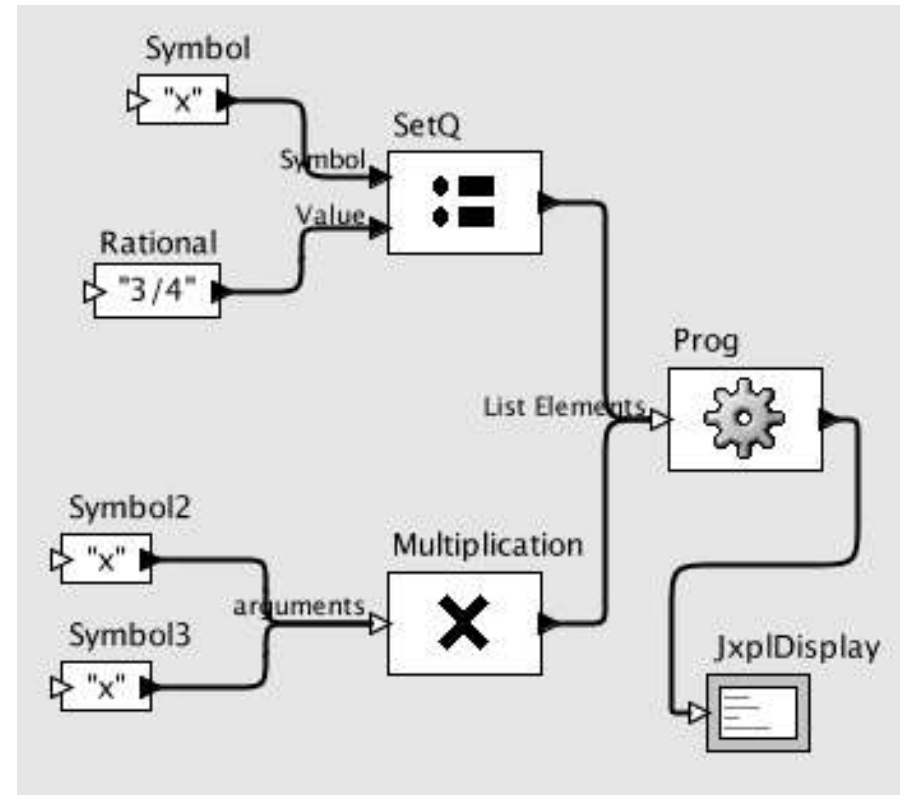 Symbol
"x"
SetQ
Symbol
Value
Rational
"3/4"
Prog
List Elements
Symbol2
"x"
Multiplication
arguments
Symbol3
"x"
JxplDisplay